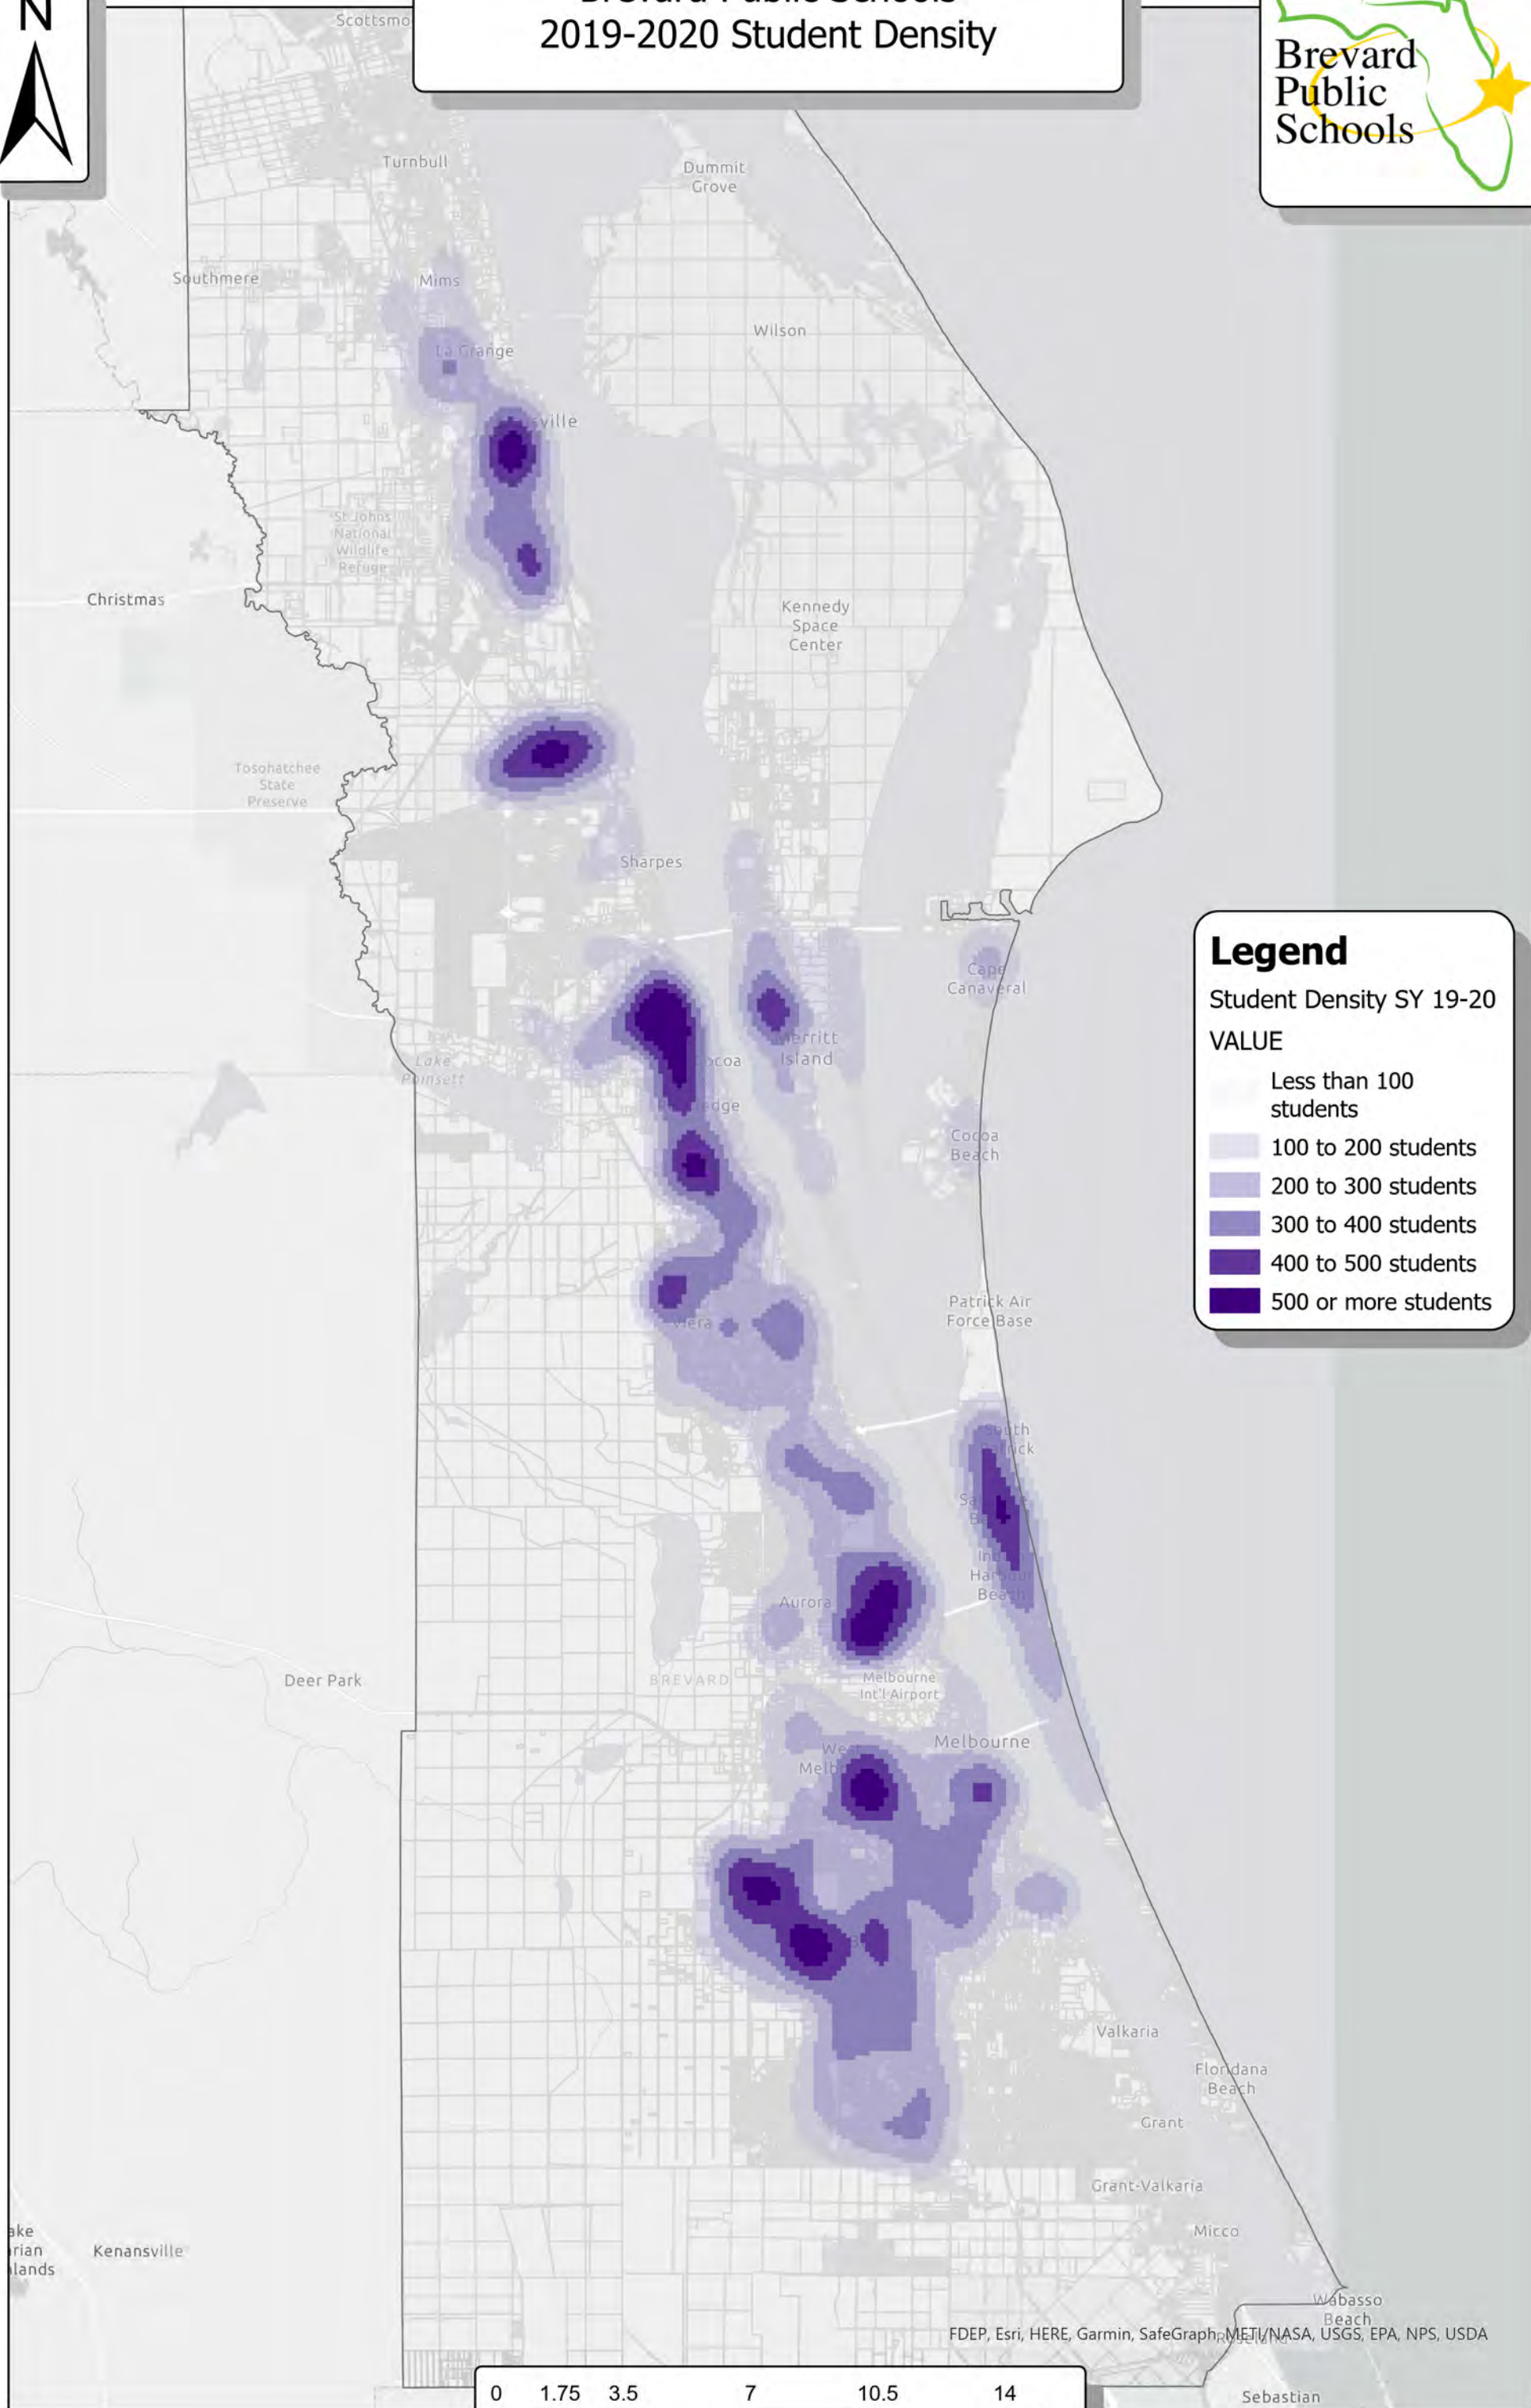 N
2019-2020 Student Density
Brevard
Public
Schools
Turnbull
Dummit
Grove
Southmere
Mims
Wilson
La Grange
ville
St Johns
National
Wildlife
Refuge
Christmas
Kennedy
Space
Center
Tosohatchee
State
Preserve
Sharpes
Cape
Canaveral
Merritt
Island
Lake
Poinsett
Legend
Student Density SY 19-20
VALUE
Less than 100
students
100 to 200 students
200 to 300 students
300 to 400 students
400 to 500 students
500 or more students
Cocoa
Beach
Patrick Air
Force Base
South
Harbour
Beach
Aurora
Deer Park
BREVARD
Melbourne
Int'l Airport
Melbourne
Valkaria
Floridana
Beach
Grant
Grant-Valkaria
Micco
Kenansville
Wabasso
Beach
FDEP, Esri, HERE, Garmin, SafeGraph, METI/NASA, USGS, EPA, NPS, USDA
0 1.75 3.5 7 10.5 14
Sebastian